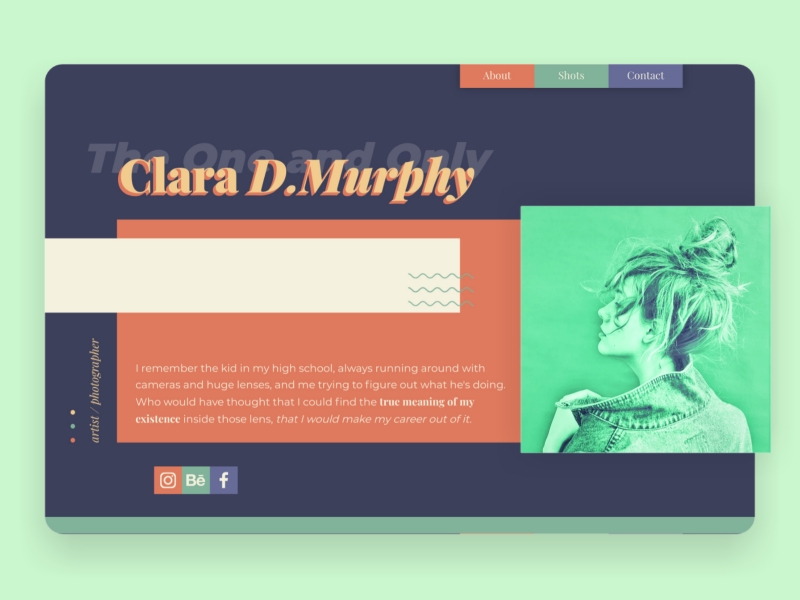 About
Shots
Contact
The One and Only
Clara D.Murphy
I remember the kid in my high school, always running around with
cameras and huge lenses, and me trying to figure out what he's doing.
Who would have thought that I could find the true meaning of my
existence inside those lens, that I would make my career out of it.
artist / photographer
Bē